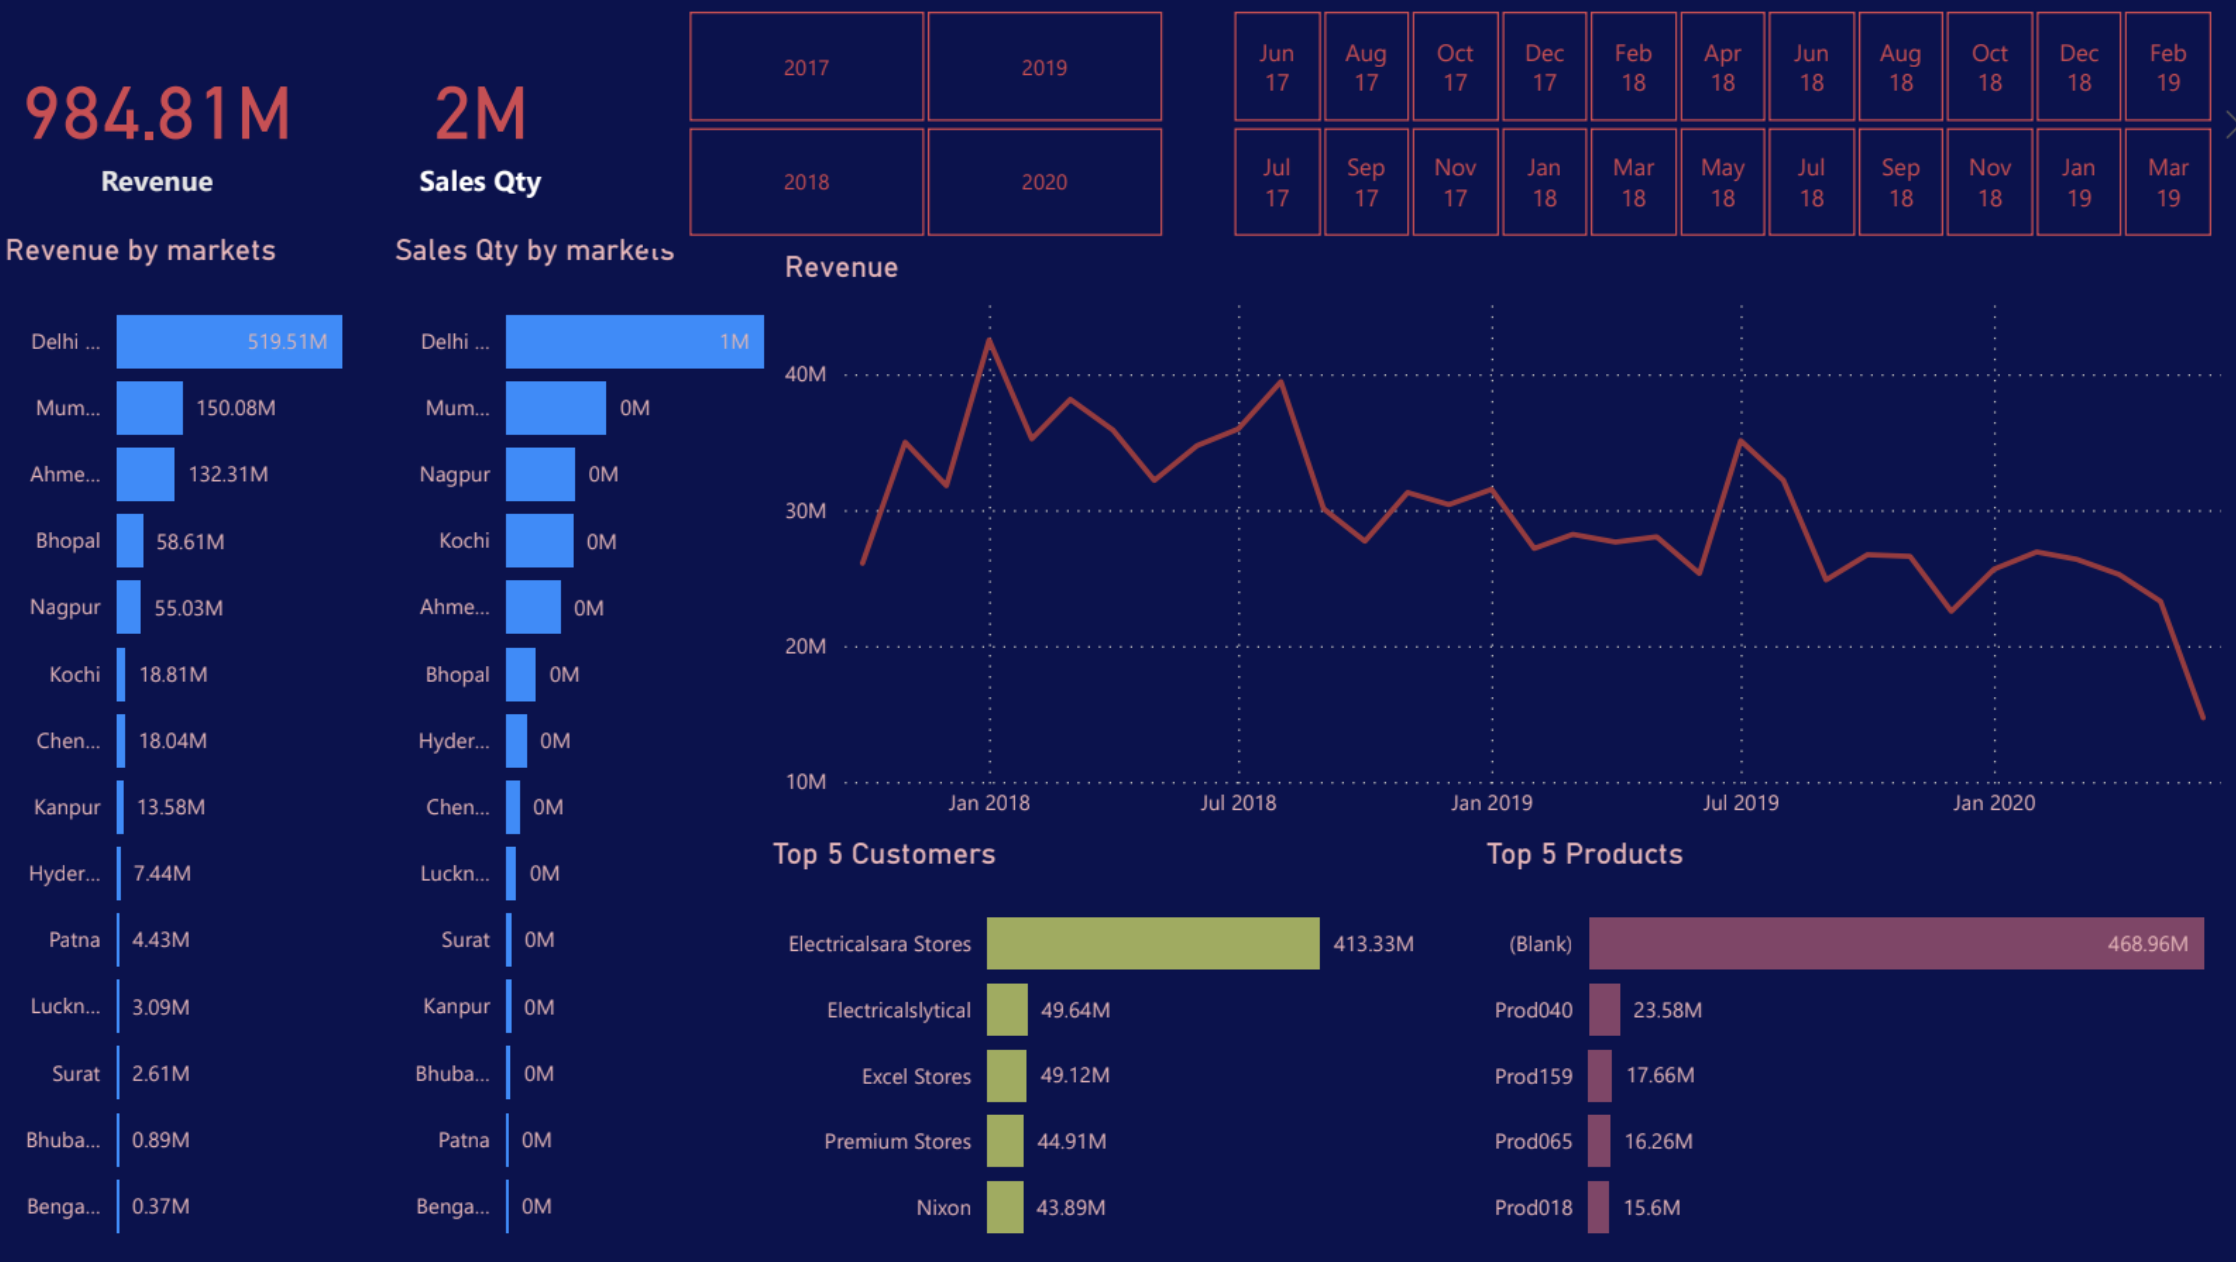 984.81M
Revenue
2M
Sales Qty
2017
2019
2018
2020
Jun
17
Aug
17
Oct
17
Dec
17
Feb
18
Apr
18
Jun
18
Aug
18
Oct
18
Dec
18
Feb
19
Jul
17
Sep
17
Nov
17
Jan
18
Mar
18
May
18
Jul
18
Sep
18
Nov
18
Jan
19
Mar
19
Revenue by markets
Delhi ... 519.51M
Mum... 150.08M
Ahme... 132.31M
Bhopal 58.61M
Nagpur 55.03M
Kochi 18.81M
Chen... 18.04M
Kanpur 13.58M
Hyder... 7.44M
Patna 4.43M
Luckn... 3.09M
Surat 2.61M
Bhuba... 0.89M
Benga... 0.37M
Sales Qty by markets
Delhi ... 1M
Mum... 0M
Nagpur 0M
Kochi 0M
Ahme... 0M
Bhopal 0M
Hyder... 0M
Chen... 0M
Luckn... 0M
Surat 0M
Kanpur 0M
Bhuba... 0M
Patna 0M
Benga... 0M
Revenue
40M
30M
20M
10M
Jan 2018 Jul 2018 Jan 2019 Jul 2019 Jan 2020
Top 5 Customers
Electricalsara Stores 413.33M
Electricalslytical 49.64M
Excel Stores 49.12M
Premium Stores 44.91M
Nixon 43.89M
Top 5 Products
(Blank) 468.96M
Prod040 23.58M
Prod159 17.66M
Prod065 16.26M
Prod018 15.6M